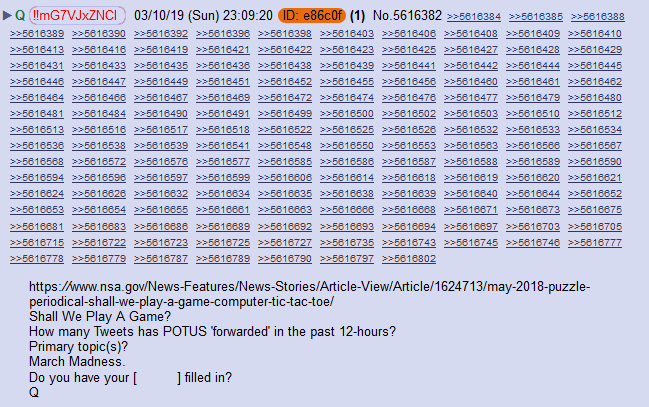 ▶ Q !!mG7VJxZNCI 03/10/19 (Sun) 23:09:20 ID: e86c0f (1) No.5616382 >>5616384 >>5616385 >>5616388
>>5616389 >>5616390 >>5616392 >>5616396 >>5616398 >>5616403 >>5616406 >>5616408 >>5616409 >>5616410
>>5616413 >>5616416 >>5616419 >>5616421 >>5616422 >>5616423 >>5616425 >>5616427 >>5616428 >>5616429
>>5616431 >>5616433 >>5616434 >>5616438 >>5616439 >>5616441 >>5616442 >>5616444 >>5616445
>>5616446 >>5616447 >>5616449 >>5616451 >>5616452 >>5616455 >>5616456 >>5616460 >>5616461 >>5616462
>>5616464 >>5616466 >>5616467 >>5616469 >>5616472 >>5616474 >>5616476 >>5616477 >>5616479 >>5616480
>>5616481 >>5616484 >>5616490 >>5616491 >>5616499 >>5616500 >>5616502 >>5616503 >>5616510 >>5616512
>>5616513 >>5616516 >>5616517 >>5616518 >>5616522 >>5616525 >>5616526 >>5616532 >>5616533 >>5616534
>>5616536 >>5616538 >>5616539 >>5616541 >>5616548 >>5616550 >>5616553 >>5616563 >>5616566 >>5616567
>>5616568 >>5616572 >>5616576 >>5616577 >>5616585 >>5616586 >>5616587 >>5616588 >>5616589 >>5616590
>>5616594 >>5616596 >>5616597 >>5616599 >>5616606 >>5616614 >>5616618 >>5616619 >>5616620 >>5616621
>>5616624 >>5616626 >>5616632 >>5616634 >>5616635 >>5616638 >>5616639 >>5616640 >>5616644 >>5616652
>>5616653 >>5616654 >>5616655 >>5616661 >>5616663 >>5616666 >>5616668 >>5616671 >>5616673 >>5616675
>>5616681 >>5616683 >>5616686 >>5616689 >>5616692 >>5616693 >>5616694 >>5616697 >>5616703 >>5616705
>>5616715 >>5616722 >>5616723 >>5616725 >>5616727 >>5616735 >>5616743 >>5616745 >>5616746 >>5616777
>>5616778 >>5616779 >>5616787 >>5616789 >>5616790 >>5616794 >>5616797 >>5616802
https://www.nsa.gov/News-Features/News-Stories/Article-View/Article/1624713/may-2018-puzzle-
periodical-shall-we-play-a-game-computer-tic-tac-toe/
Shall We Play A Game?
How many Tweets has POTUS 'forwarded' in the past 12-hours?
Primary topic(s)?
March Madness.
Do you have your [ ] filled in?
Q